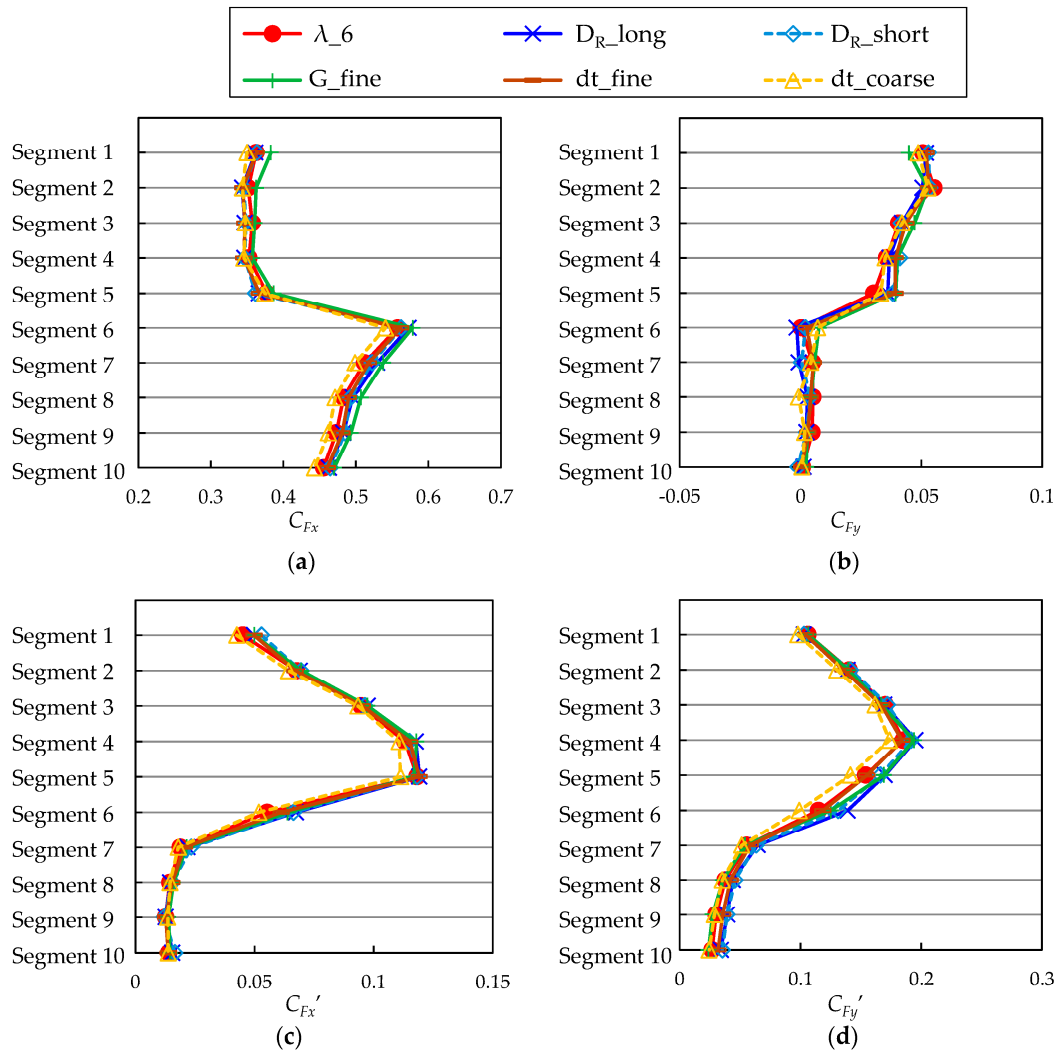 λ_6 D_R_long D_R_short
G_fine dt_fine dt_coarse
Segment 1
Segment 2
Segment 3
Segment 4
Segment 5
Segment 6
Segment 7
Segment 8
Segment 9
Segment 10
0.2 0.3 0.4 0.5 0.6 0.7
C_Fx
(a)
Segment 1
Segment 2
Segment 3
Segment 4
Segment 5
Segment 6
Segment 7
Segment 8
Segment 9
Segment 10
-0.05 0 0.05 0.1
C_Fy
(b)
Segment 1
Segment 2
Segment 3
Segment 4
Segment 5
Segment 6
Segment 7
Segment 8
Segment 9
Segment 10
0 0.05 0.1 0.15
C_Fx′
(c)
Segment 1
Segment 2
Segment 3
Segment 4
Segment 5
Segment 6
Segment 7
Segment 8
Segment 9
Segment 10
0 0.1 0.2 0.3
C_Fy′
(d)